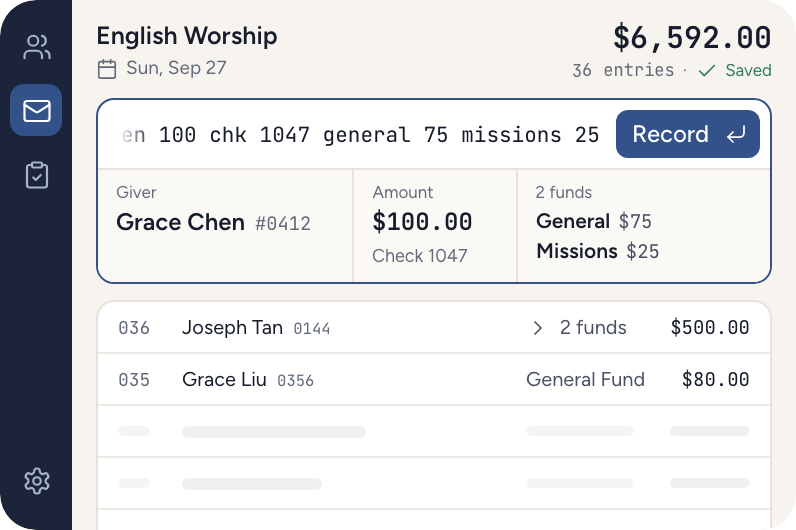 English Worship
$6,592.00
Sun, Sep 27
36 entries · Saved
en 100 chk 1047 general 75 missions 25
Record
Giver
Grace Chen #0412
Amount
$100.00
Check 1047
2 funds
General $75
Missions $25
036 Joseph Tan 0144 2 funds $500.00
035 Grace Liu 0356 General Fund $80.00